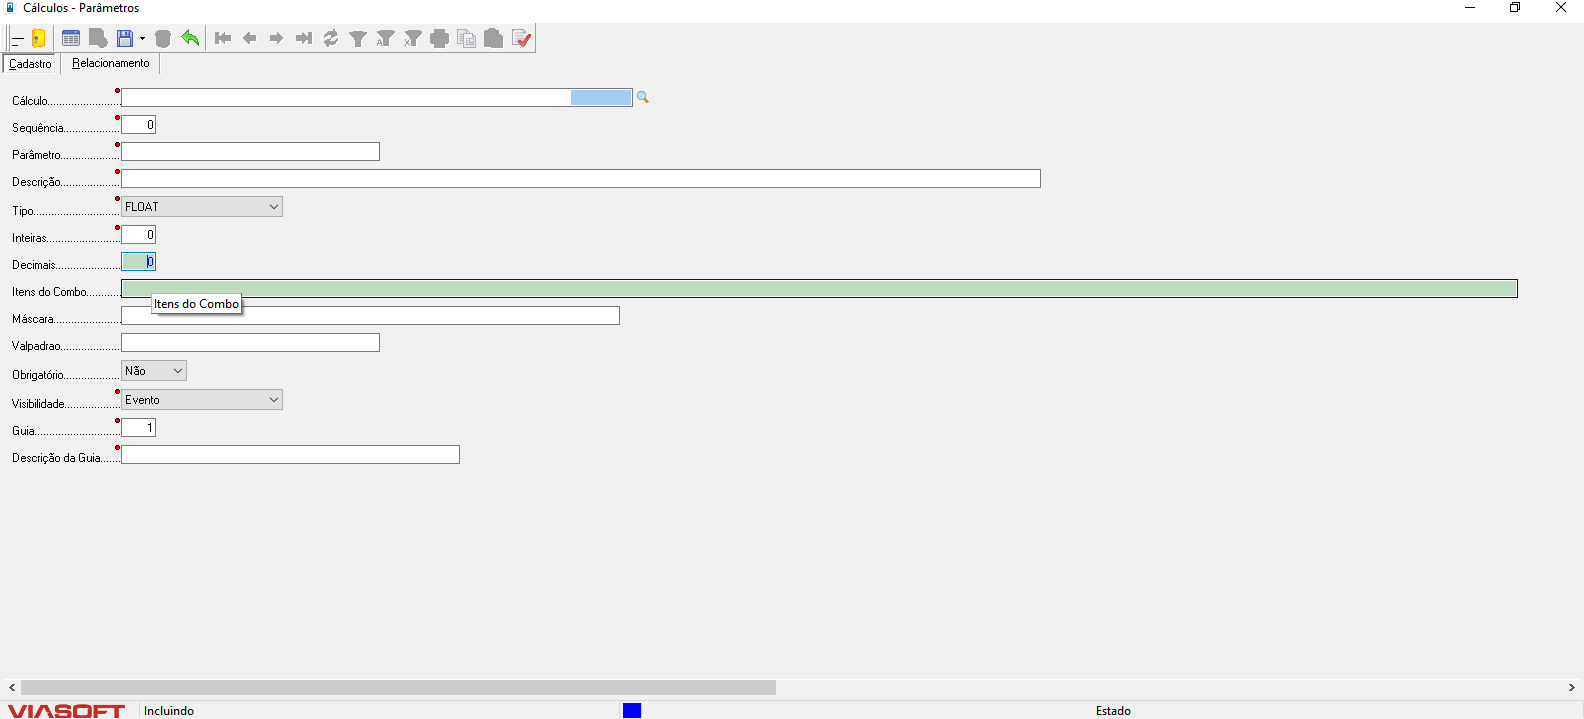 Cálculos - Parâmetros
Cadastro
Relacionamento
Cálculo
Sequência 0
Parâmetro
Descrição
Tipo FLOAT
Inteiras 0
Decimais 0
Itens do Combo
Itens do Combo
Máscara
Valpadrao
Obrigatório Não
Visibilidade Evento
Guia 1
Descrição da Guia
VIASOFT Incluindo Estado